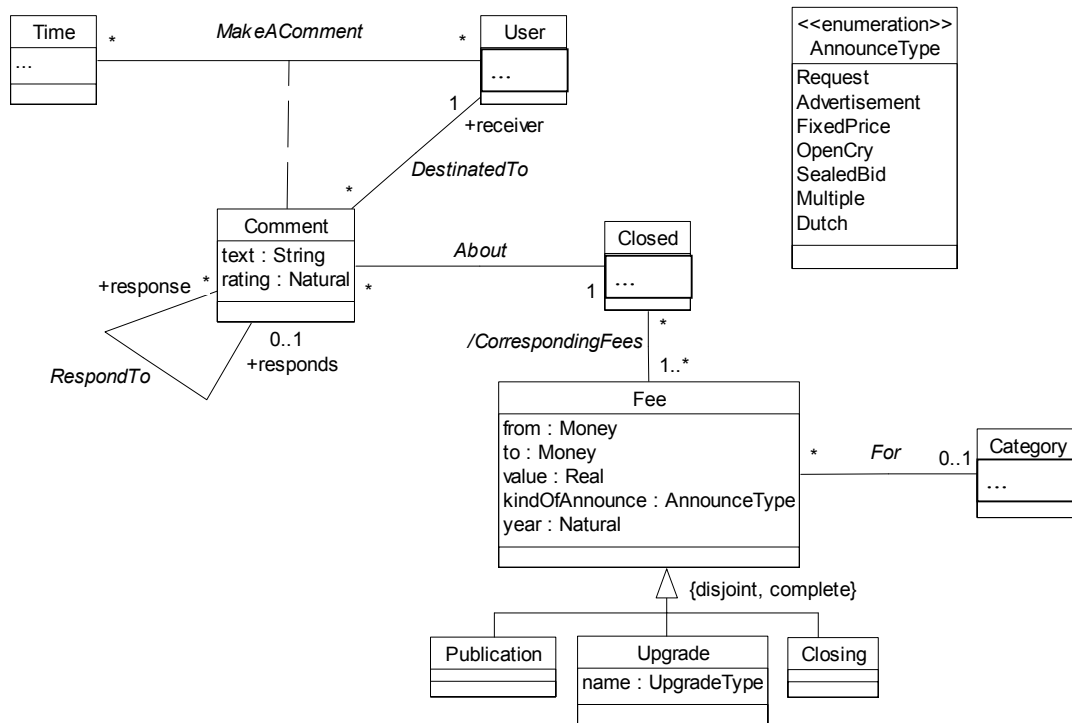 Time
...
*
MakeAComment
*
User
...
1
+receiver
DestinatedTo
*
<<enumeration>>
AnnounceType
Request
Advertisement
FixedPrice
OpenCry
SealedBid
Multiple
Dutch
Comment
text : String
rating : Natural
*
About
1
Closed
...
+response
*
0..1
+responds
RespondTo
*
/CorrespondingFees
1..*
Fee
from : Money
to : Money
value : Real
kindOfAnnounce : AnnounceType
year : Natural
*
For
0..1
Category
...
{disjoint, complete}
Publication
Upgrade
name : UpgradeType
Closing